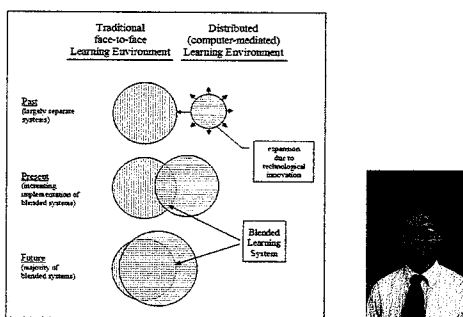 Traditional
face-to-face
Learning Environment
Distributed
(computer-mediated)
Learning Environment
Past
(largely separate
systems)
expansion
due to
technological
innovation
Present
(increasing
implementation of
blended systems)
Blended
Learning
System
Future
(majority of
blended systems)